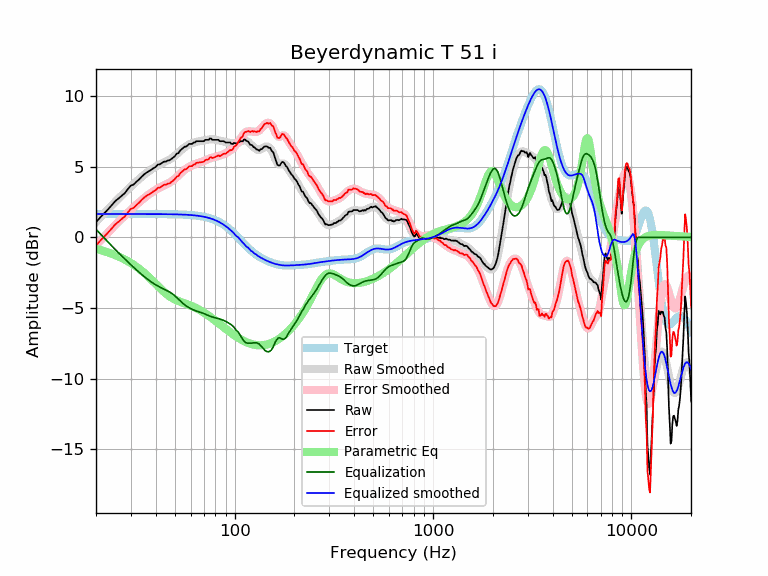 Beyerdynamic T 51 i
Amplitude (dBr)
10
5
0
−5
−10
−15
Target
Raw Smoothed
Error Smoothed
Raw
Error
Parametric Eq
Equalization
Equalized smoothed
100
1000
10000
Frequency (Hz)